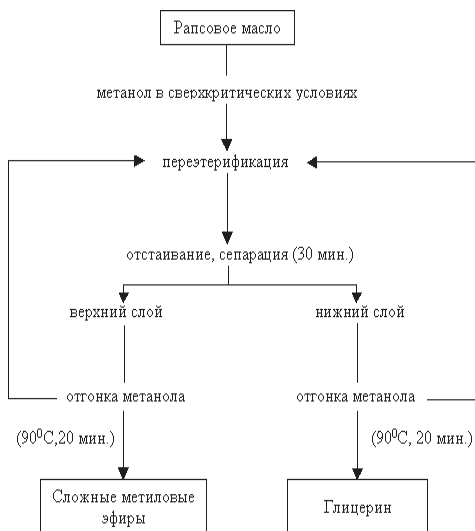 Рапсовое масло
метанол в сверхкритических условиях
переэтерификация
отстаивание, сепарация (30 мин.)
верхний слой
нижний слой
отгонка метанола
отгонка метанола
(90⁰С,20 мин.)
(90⁰С, 20 мин.)
Сложные метиловые
эфиры
Глицерин